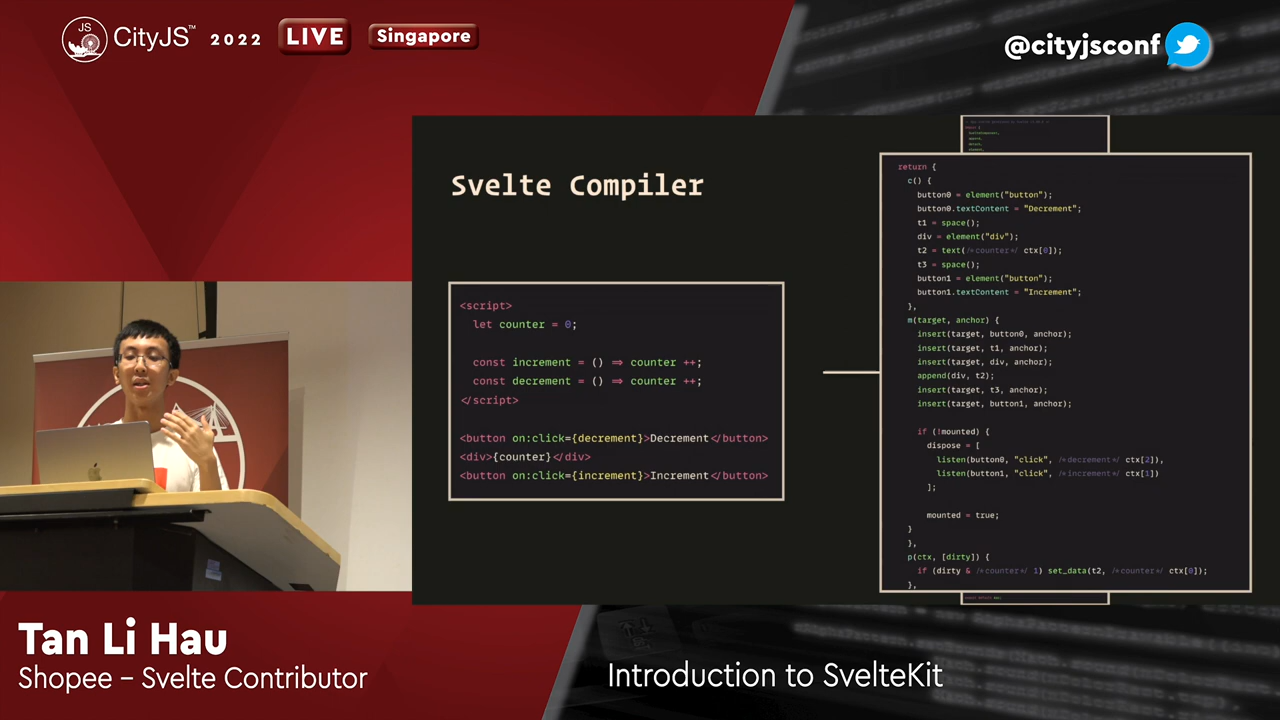 JS
CityJS™ 2022 LIVE Singapore
@cityjsconf
Svelte Compiler
<script>
let counter = 0;
const increment = () ⇒ counter ++;
const decrement = () ⇒ counter ++;
</script>
<button on:click={decrement}>Decrement</button>
<div>{counter}</div>
<button on:click={increment}>Increment</button>
return {
c() {
button0 = element("button");
button0.textContent = "Decrement";
t1 = space();
div = element("div");
t2 = text(/*counter*/ ctx[0]);
t3 = space();
button1 = element("button");
button1.textContent = "Increment";
},
m(target, anchor) {
insert(target, button0, anchor);
insert(target, t1, anchor);
insert(target, div, anchor);
append(div, t2);
insert(target, t3, anchor);
insert(target, button1, anchor);
if (!mounted) {
dispose = [
listen(button0, "click", /*decrement*/ ctx[2]),
listen(button1, "click", /*increment*/ ctx[1])
];
mounted = true;
}
},
p(ctx, [dirty]) {
if (dirty & /*counter*/ 1) set_data(t2, /*counter*/ ctx[0]);
},
Tan Li Hau
Shopee – Svelte Contributor
Introduction to SvelteKit